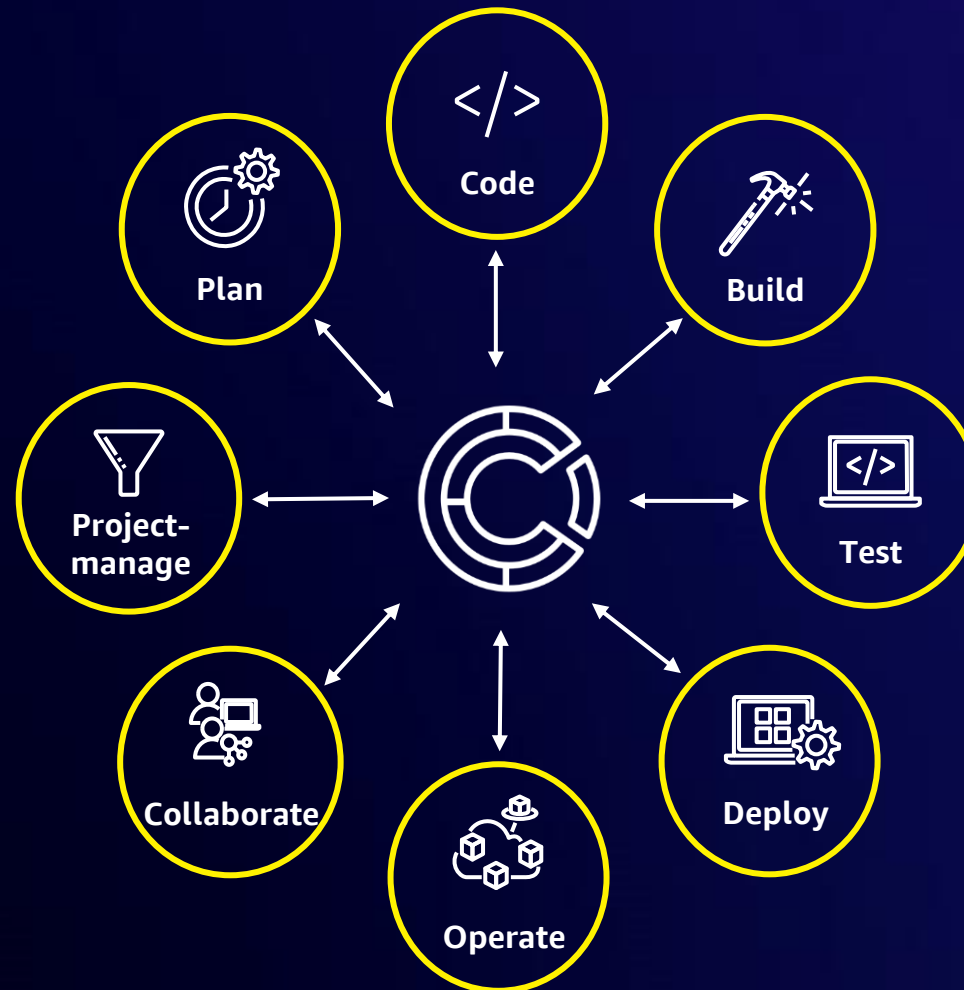 Code
Plan
Build
Project-
manage
Test
Collaborate
Deploy
Operate